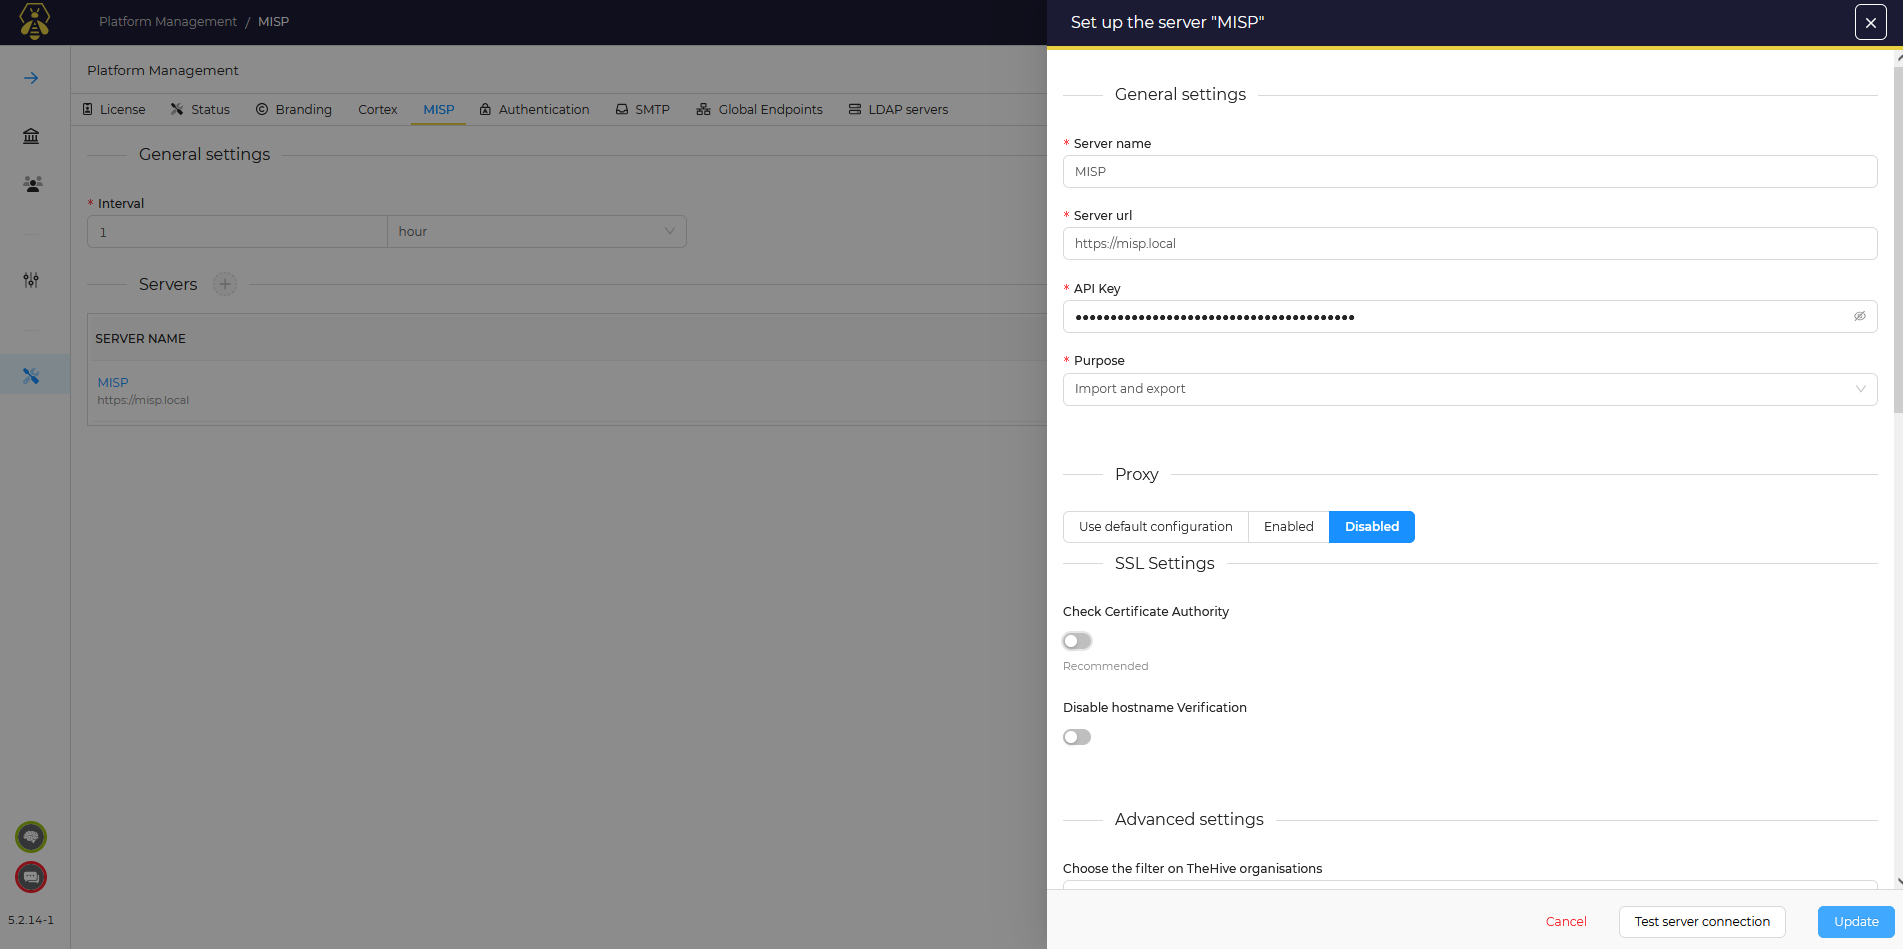 Platform Management / MISP
Platform Management
License Status Branding Cortex MISP Authentication SMTP Global Endpoints LDAP servers
General settings
* Interval
1 hour
Servers
SERVER NAME
MISP
https://misp.local
5.2.14-1
Set up the server "MISP"
General settings
* Server name
MISP
* Server url
https://misp.local
* API Key
* Purpose
Import and export
Proxy
Use default configuration Enabled Disabled
SSL Settings
Check Certificate Authority
Recommended
Disable hostname Verification
Advanced settings
Choose the filter on TheHive organisations
Cancel Test server connection Update